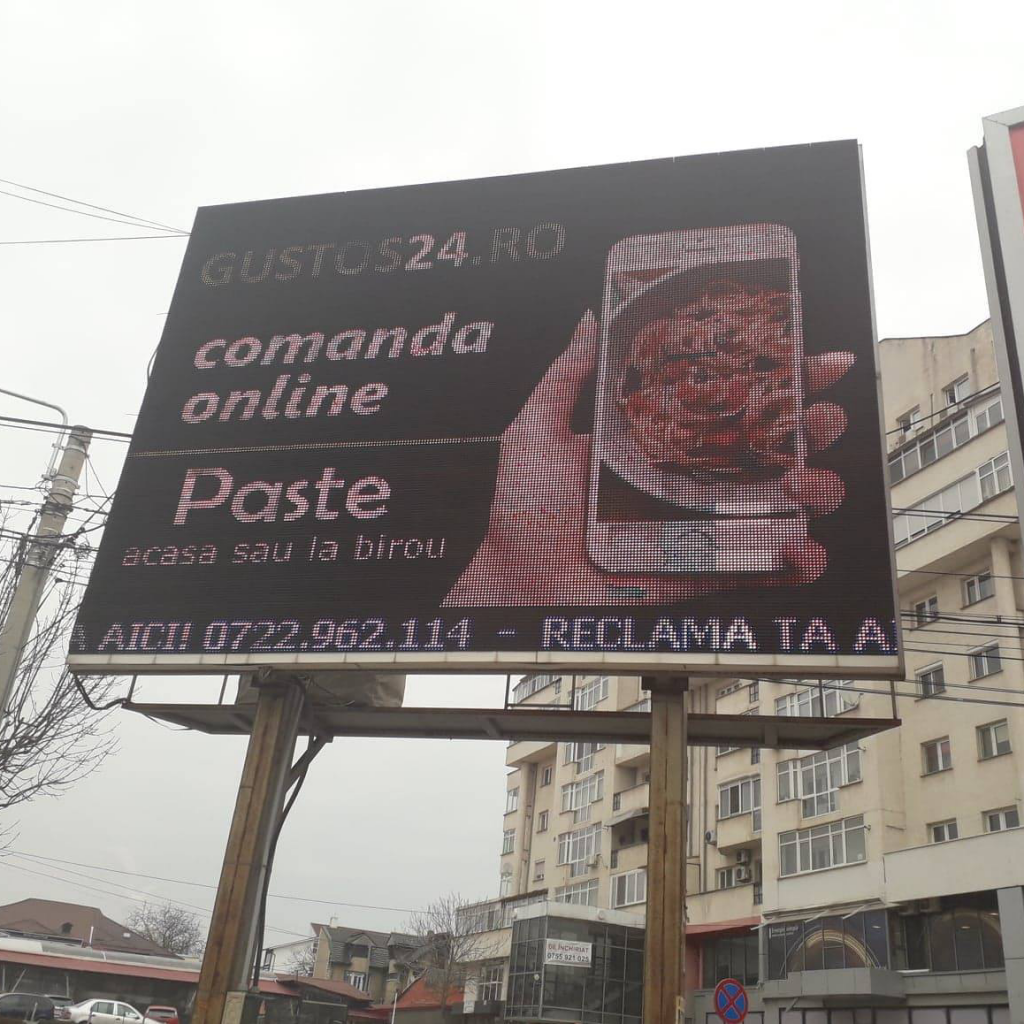 GUSTOS24.RO
comanda
online
Paste
acasa sau la birou
A AICI! 0722.962.114 - RECLAMA TA AI
DE ÎNCHIRIAT
0755 921 025